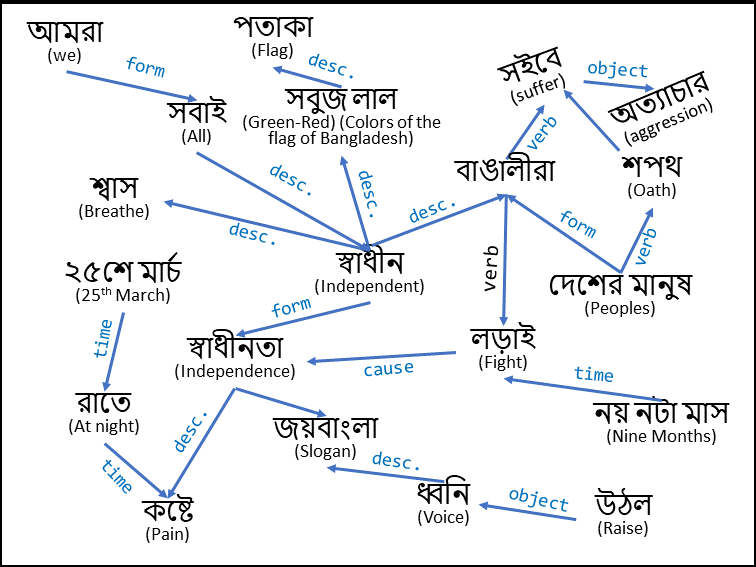 আমরা
(we)
form
সবাই
(All)
পতাকা
(Flag)
desc.
সবুজ লাল
(Green-Red) (Colors of the
flag of Bangladesh)
সইবে
(suffer)
object
অত্যাচার
(aggression)
verb
বাঙালীরা
শপথ
(Oath)
শ্বাস
(Breathe)
desc.
desc.
desc.
desc.
form
verb
স্বাধীন
(Independent)
২৫শে মার্চ
(25th March)
দেশের মানুষ
(Peoples)
verb
form
time
স্বাধীনতা
(Independence)
cause
লড়াই
(Fight)
time
রাতে
(At night)
desc.
জয়বাংলা
(Slogan)
নয় নটা মাস
(Nine Months)
time
desc.
কষ্টে
(Pain)
ধ্বনি
(Voice)
object
উঠল
(Raise)